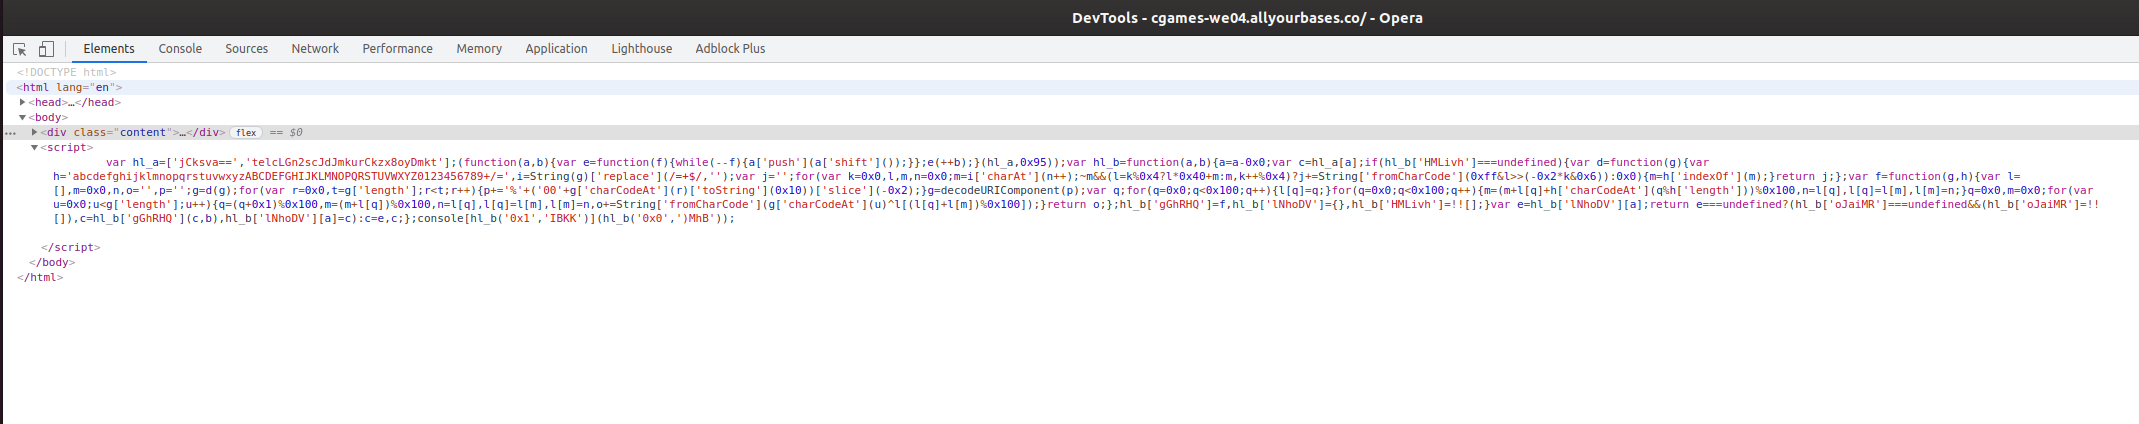 DevTools - cgames-we04.allyourbases.co/ - Opera
Elements Console Sources Network Performance Memory Application Lighthouse Adblock Plus
<!DOCTYPE html>
<html lang="en">
<head>…</head>
<body>
<div class="content">…</div> flex == $0
<script>
var hl_a=['jCksva==','telcLGn2scJdJmkurCkzx8oyDmkt'];(function(a,b){var e=function(f){while(--f){a['push'](a['shift']());}};e(++b);}(hl_a,0x95));var hl_b=function(a,b){a=a-0x0;var c=hl_a[a];if(hl_b['HMLivh']===undefined){var d=function(g){var
h='abcdefghijklmnopqrstuvwxyzABCDEFGHIJKLMNOPQRSTUVWXYZ0123456789+/=',i=String(g)['replace'](/=+$/,'');var j='';for(var k=0x0,l,m,n=0x0;m=i['charAt'](n++);~m&&(l=k%0x4?l*0x40+m:m,k++%0x4)?j+=String['fromCharCode'](0xff&l>>(-0x2*k&0x6)):0x0){m=h['indexOf'](m);}return j;};var f=function(g,h){var l=
[],m=0x0,n,o='',p='';g=d(g);for(var r=0x0,t=g['length'];r<t;r++){p+='%'+('00'+g['charCodeAt'](r)['toString'](0x10))['slice'](-0x2);}g=decodeURIComponent(p);var q;for(q=0x0;q<0x100;q++){l[q]=q;}for(q=0x0;q<0x100;q++){m=(m+l[q]+h['charCodeAt'](q%h['length']))%0x100,n=l[q],l[q]=l[m],l[m]=n;}q=0x0,m=0x0;for(var
u=0x0;u<g['length'];u++){q=(q+0x1)%0x100,m=(m+l[q])%0x100,n=l[q],l[q]=l[m],l[m]=n,o+=String['fromCharCode'](g['charCodeAt'](u)^l[(l[q]+l[m])%0x100]);}return o;};hl_b['gGhRHQ']=f,hl_b['lNhoDV']={},hl_b['HMLivh']=!![];}var e=hl_b['lNhoDV'][a];return e===undefined?(hl_b['oJaiMR']===undefined&&(hl_b['oJaiMR']=!!
[]),c=hl_b['gGhRHQ'](c,b),hl_b['lNhoDV'][a]=c):c=e,c;};console[hl_b('0x1','IBKK')](hl_b('0x0',')MhB'));
</script>
</body>
</html>